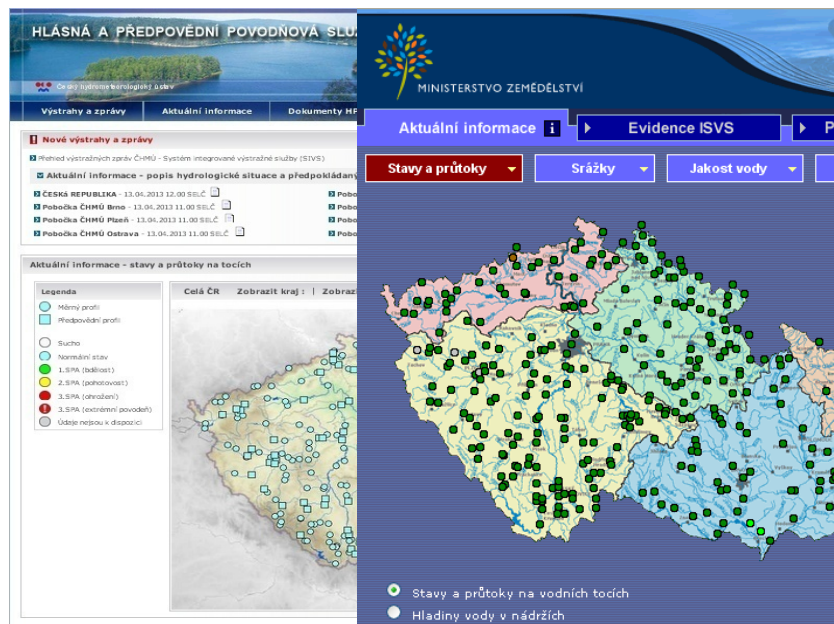 HLÁSNÁ A PŘEDPOVĚDNÍ POVODŇOVÁ SLU
Český hydrometeorologický ústav
Výstrahy a zprávy
Aktuální informace
Dokumenty HP
Nové výstrahy a zprávy
Přehled výstražných zpráv ČHMÚ - Systém integrované výstražné služby (SIVS)
Aktuální informace - popis hydrologické situace a předpokládaný
ČESKÁ REPUBLIKA - 13.04.2013 12.00 SELČ
Pobo
Pobočka ČHMÚ Brno - 13.04.2013 11.00 SELČ
Pobo
Pobočka ČHMÚ Plzeň - 13.04.2013 11.00 SELČ
Pobo
Pobočka ČHMÚ Ostrava - 13.04.2013 11.00 SELČ
Pobo
Aktuální informace - stavy a průtoky na tocích
Legenda
Měrný profil
Předpovědní profil
Sucho
Normální stav
1.SPA (bdělost)
2.SPA (pohotovost)
3.SPA (ohrožení)
3.SPA (extrémní povodeň)
Údaje nejsou k dispozici
Celá ČR Zobrazit kraj : | Zobraz
MINISTERSTVO ZEMĚDĚLSTVÍ
Aktuální informace i
Evidence ISVS
P
Stavy a průtoky
Srážky
Jakost vody
Stavy a průtoky na vodních tocích
Hladiny vody v nádržích